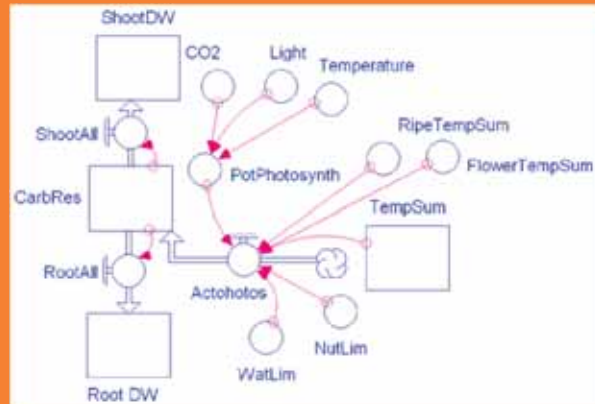 ShootDW
CO2
Light
Temperature
ShootAll
RipeTempSum
PotPhotosynth
FlowerTempSum
CarbRes
TempSum
RootAll
Actohotos
NutLim
WatLim
Root DW